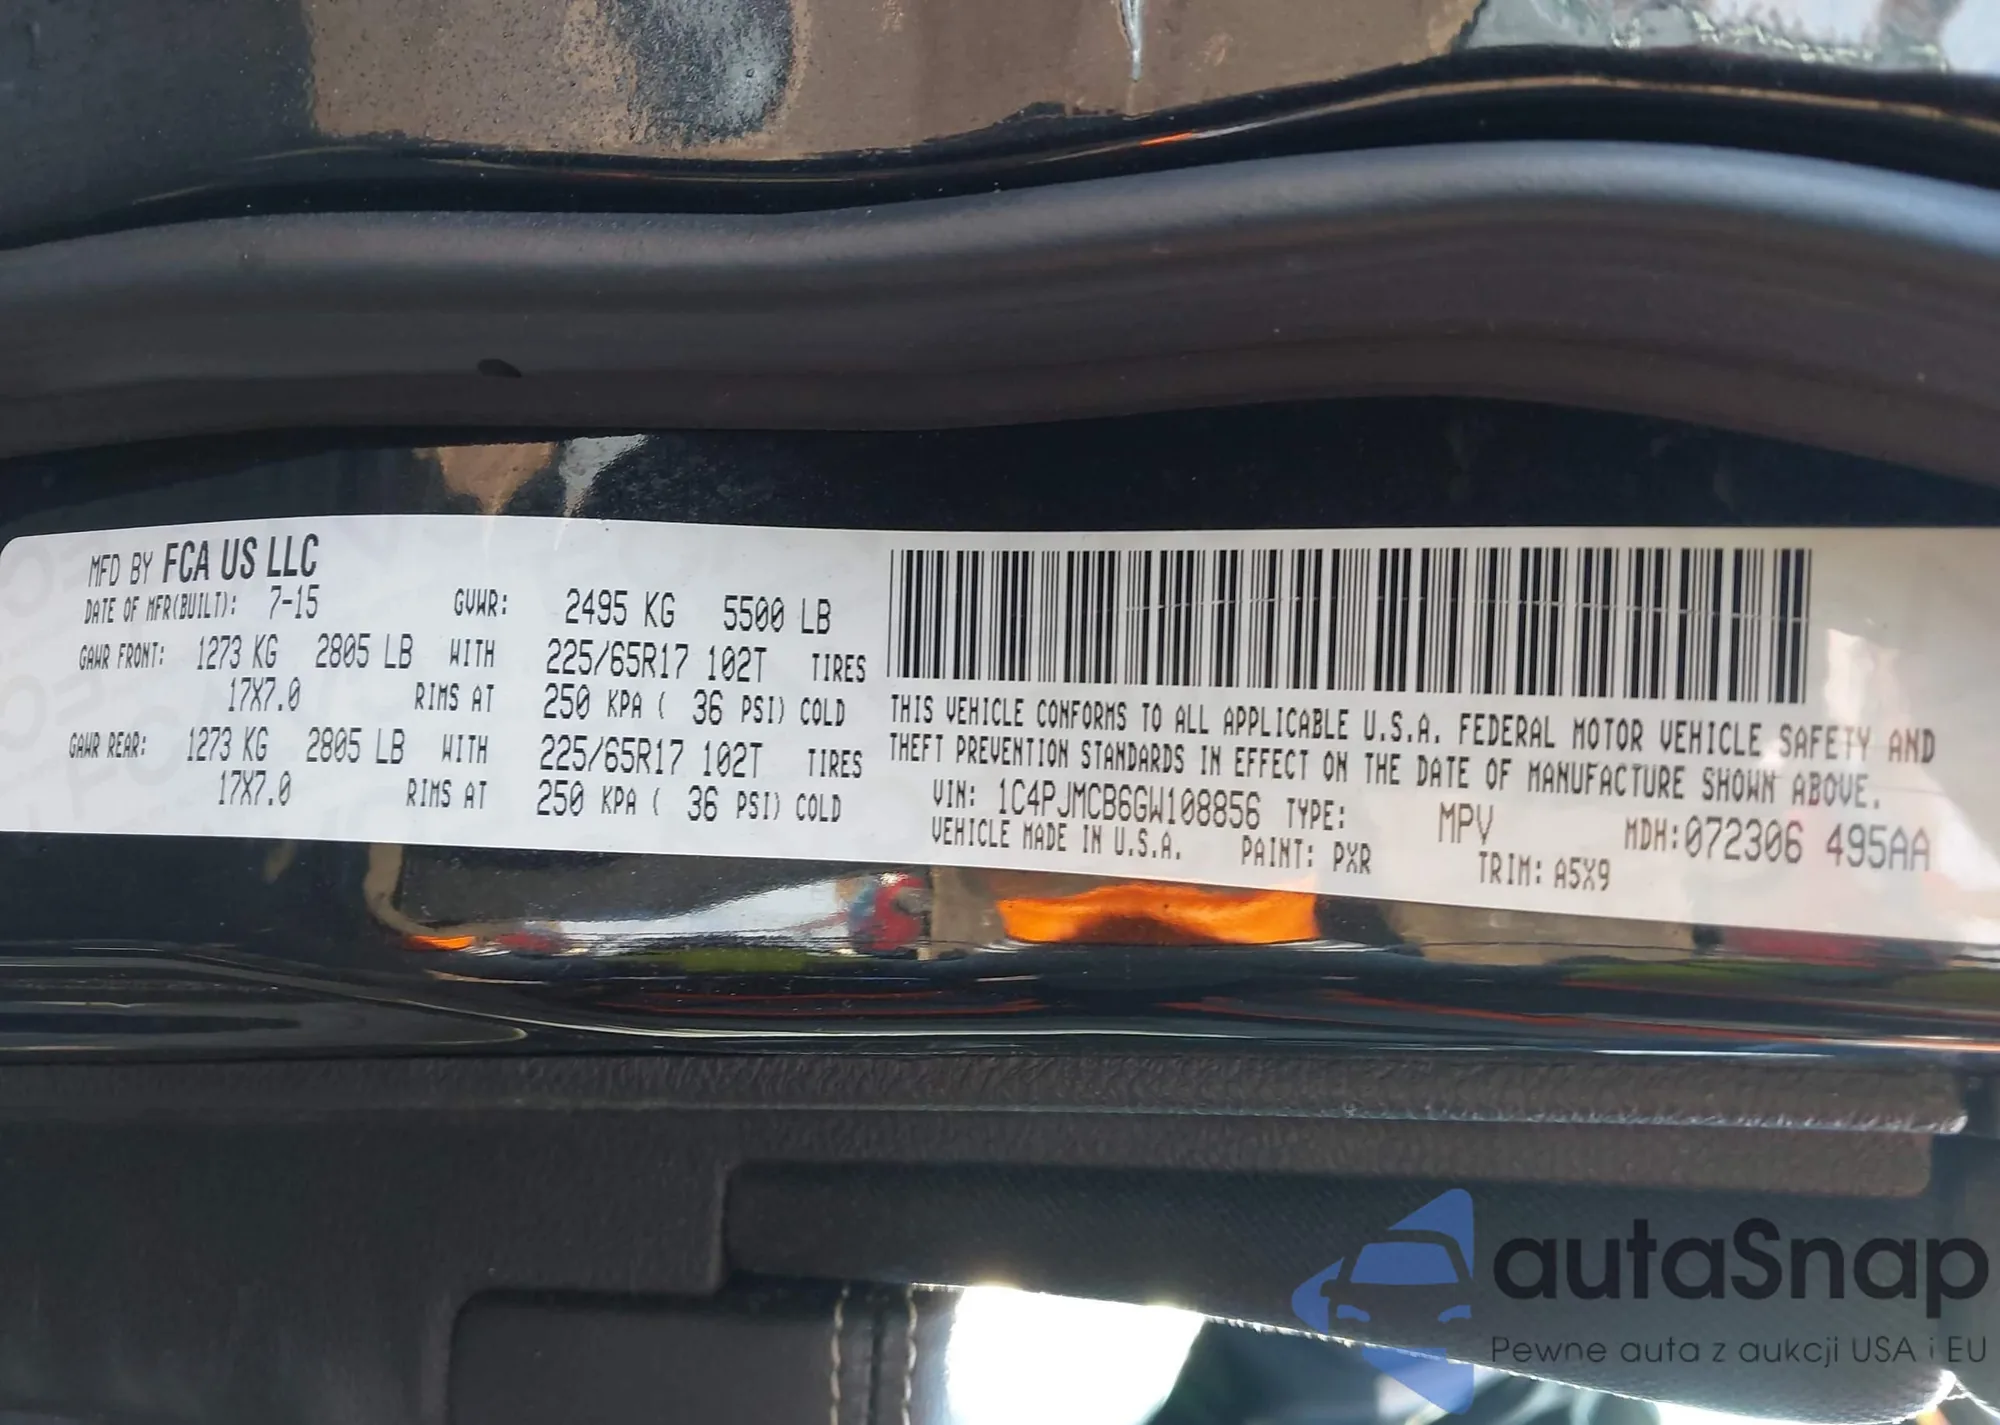 MFD BY FCA US LLC
DATE OF MFR(BUILT): 7-15 GVWR: 2495 KG 5500 LB
GAWR FRONT: 1273 KG 2805 LB WITH 225/65R17 102T TIRES
17X7.0 RIMS AT 250 KPA ( 36 PSI) COLD
GAWR REAR: 1273 KG 2805 LB WITH 225/65R17 102T TIRES
17X7.0 RIMS AT 250 KPA ( 36 PSI) COLD
THIS VEHICLE CONFORMS TO ALL APPLICABLE U.S.A. FEDERAL MOTOR VEHICLE SAFETY AND
THEFT PREVENTION STANDARDS IN EFFECT ON THE DATE OF MANUFACTURE SHOWN ABOVE.
VIN: 1C4PJMCB6GW108856 TYPE: MPV MDH:072306 495AA
VEHICLE MADE IN U.S.A. PAINT: PXR TRIM: A5X9
autaSnap
Pewne auta z aukcji USA i EU